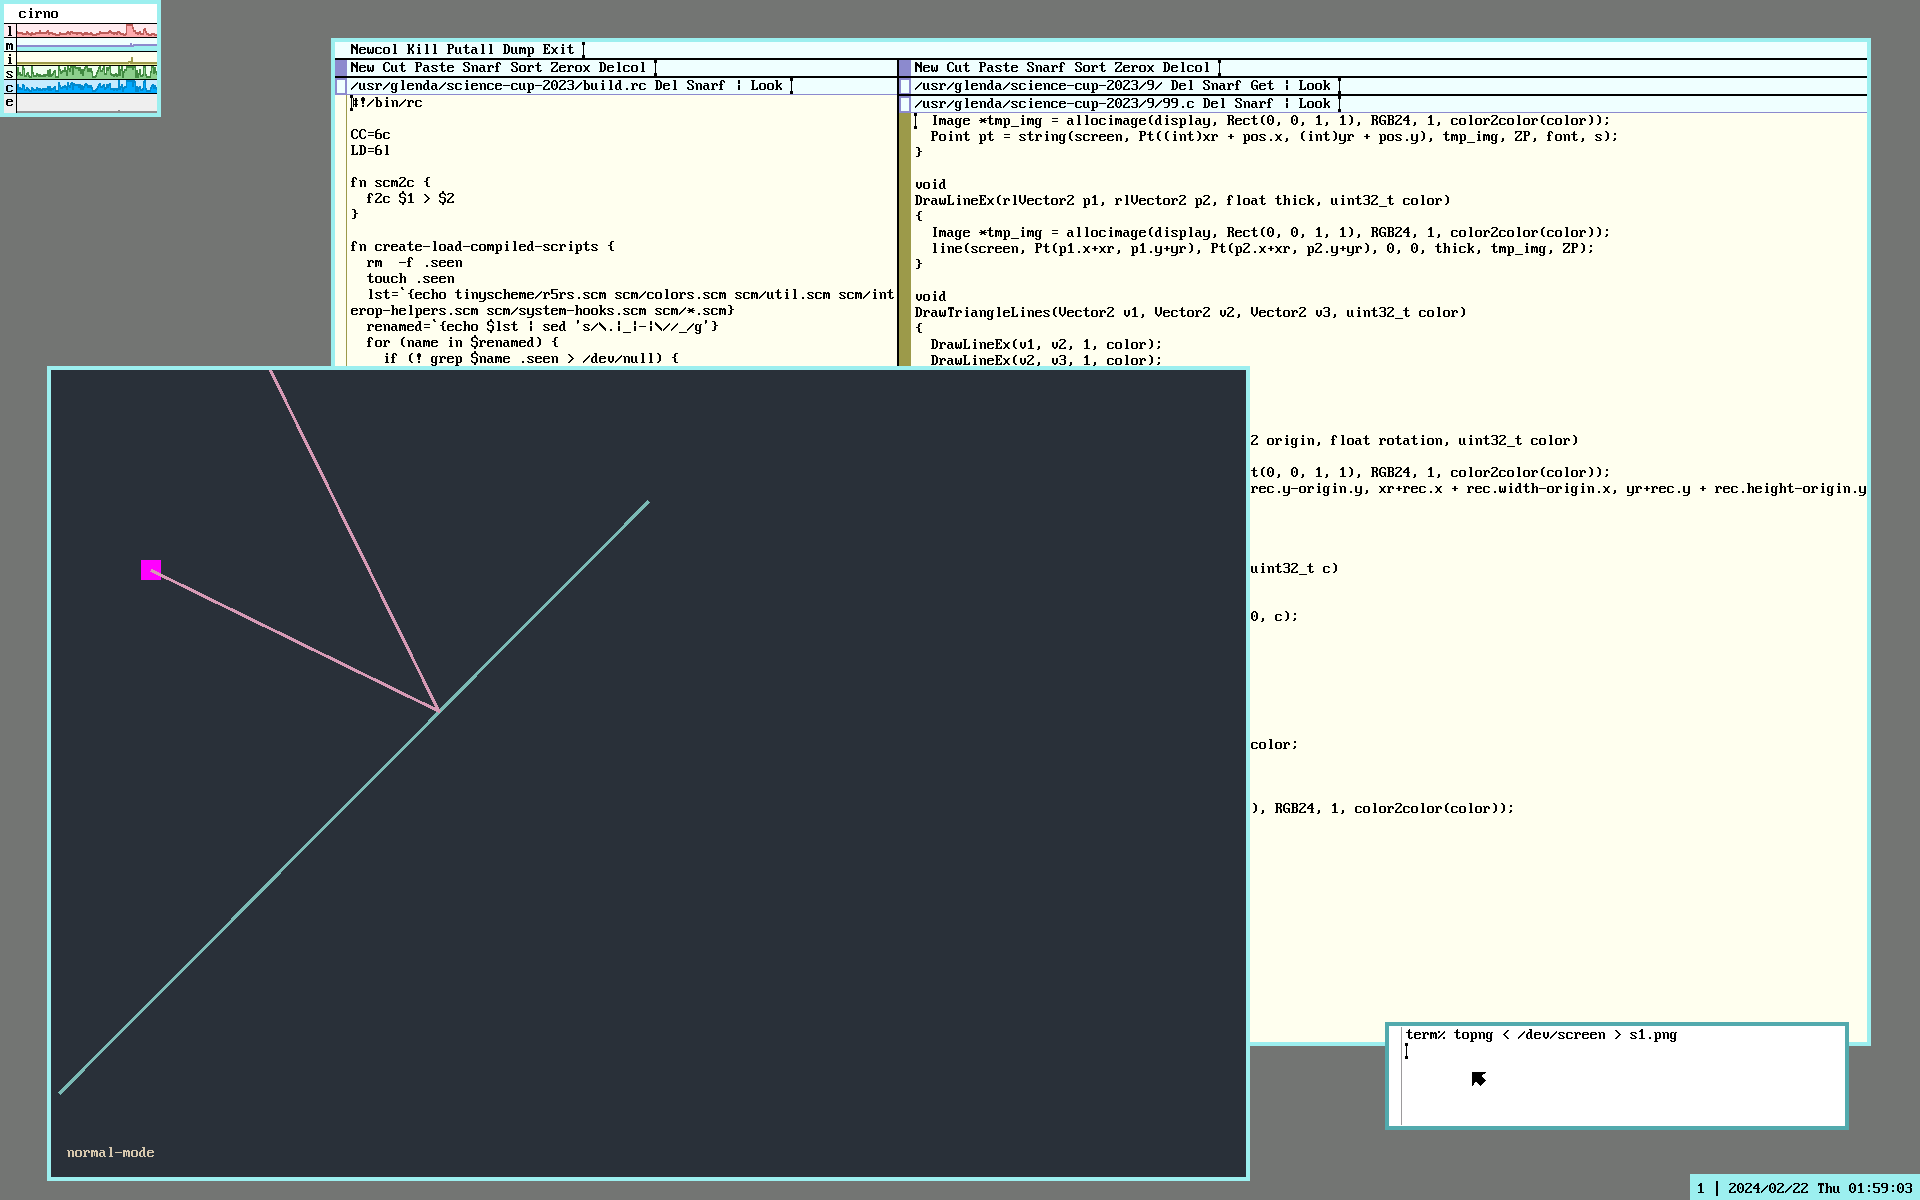 cirno
l
m
i
s
c
e
Newcol Kill Putall Dump Exit
New Cut Paste Snarf Sort Zerox Delcol
/usr/glenda/science-cup-2023/build.rc Del Snarf | Look
#!/bin/rc
CC=6c
LD=6l
fn scm2c {
f2c $1 > $2
}
fn create-load-compiled-scripts {
rm  -f .seen
touch .seen
lst=`{echo tinyscheme/r5rs.scm scm/colors.scm scm/util.scm scm/int
erop-helpers.scm scm/system-hooks.scm scm/*.scm}
renamed=`{echo $lst | sed 's/\.|_|-|\//_/g'}
for (name in $renamed) {
if (! grep $name .seen > /dev/null) {
New Cut Paste Snarf Sort Zerox Delcol
/usr/glenda/science-cup-2023/9/ Del Snarf Get | Look
/usr/glenda/science-cup-2023/9/99.c Del Snarf | Look
Image *tmp_img = allocimage(display, Rect(0, 0, 1, 1), RGB24, 1, color2color(color));
Point pt = string(screen, Pt((int)xr + pos.x, (int)yr + pos.y), tmp_img, ZP, font, s);
}
void
DrawLineEx(rlVector2 p1, rlVector2 p2, float thick, uint32_t color)
{
Image *tmp_img = allocimage(display, Rect(0, 0, 1, 1), RGB24, 1, color2color(color));
line(screen, Pt(p1.x+xr, p1.y+yr), Pt(p2.x+xr, p2.y+yr), 0, 0, thick, tmp_img, ZP);
}
void
DrawTriangleLines(Vector2 v1, Vector2 v2, Vector2 v3, uint32_t color)
{
DrawLineEx(v1, v2, 1, color);
DrawLineEx(v2, v3, 1, color);
2 origin, float rotation, uint32_t color)
t(0, 0, 1, 1), RGB24, 1, color2color(color));
rec.y-origin.y, xr+rec.x + rec.width-origin.x, yr+rec.y + rec.height-origin.y
uint32_t c)
0, c);
color;
), RGB24, 1, color2color(color));
normal-mode
term% topng < /dev/screen > s1.png
1 | 2024/02/22 Thu 01:59:03